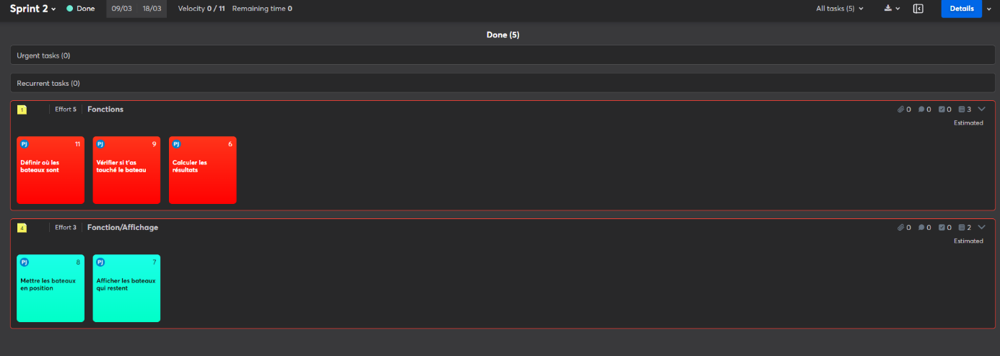 Sprint 2 Done 09/03 18/03 Velocity 0 / 11 Remaining time 0 All tasks (5) Details
Done (5)
Urgent tasks (0)
Recurrent tasks (0)
1 Effort 5 Fonctions 0 0 0 3
Estimated
PJ 11
Définir où les
bateaux sont
PJ 9
Vérifier si t'as
touché le bateau
PJ 6
Calculer les
résultats
4 Effort 3 Fonction/Affichage 0 0 0 2
Estimated
PJ 8
Mettre les bateaux
en position
PJ 7
Afficher les bateaux
qui restent